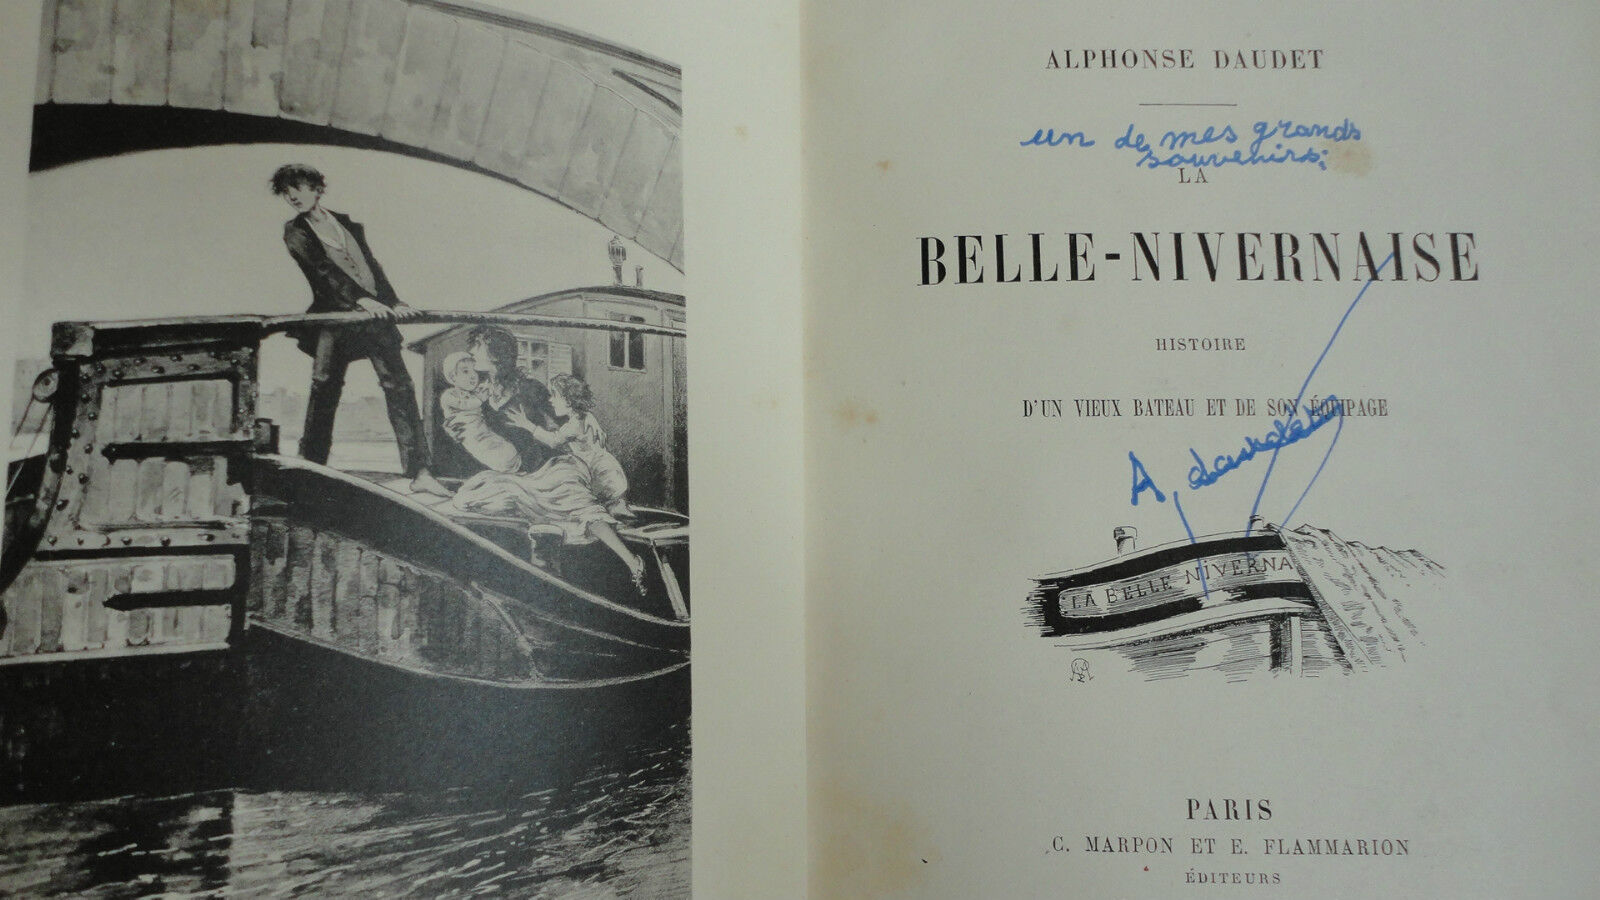 ALPHONSE DAUDET
un de mes grands
souvenirs;
LA
BELLE-NIVERNAISE
HISTOIRE
D'UN VIEUX BATEAU ET DE SON ÉQUIPAGE
A,
LA BELLE NIVERNA
PARIS
C. MARPON ET E. FLAMMARION
ÉDITEURS